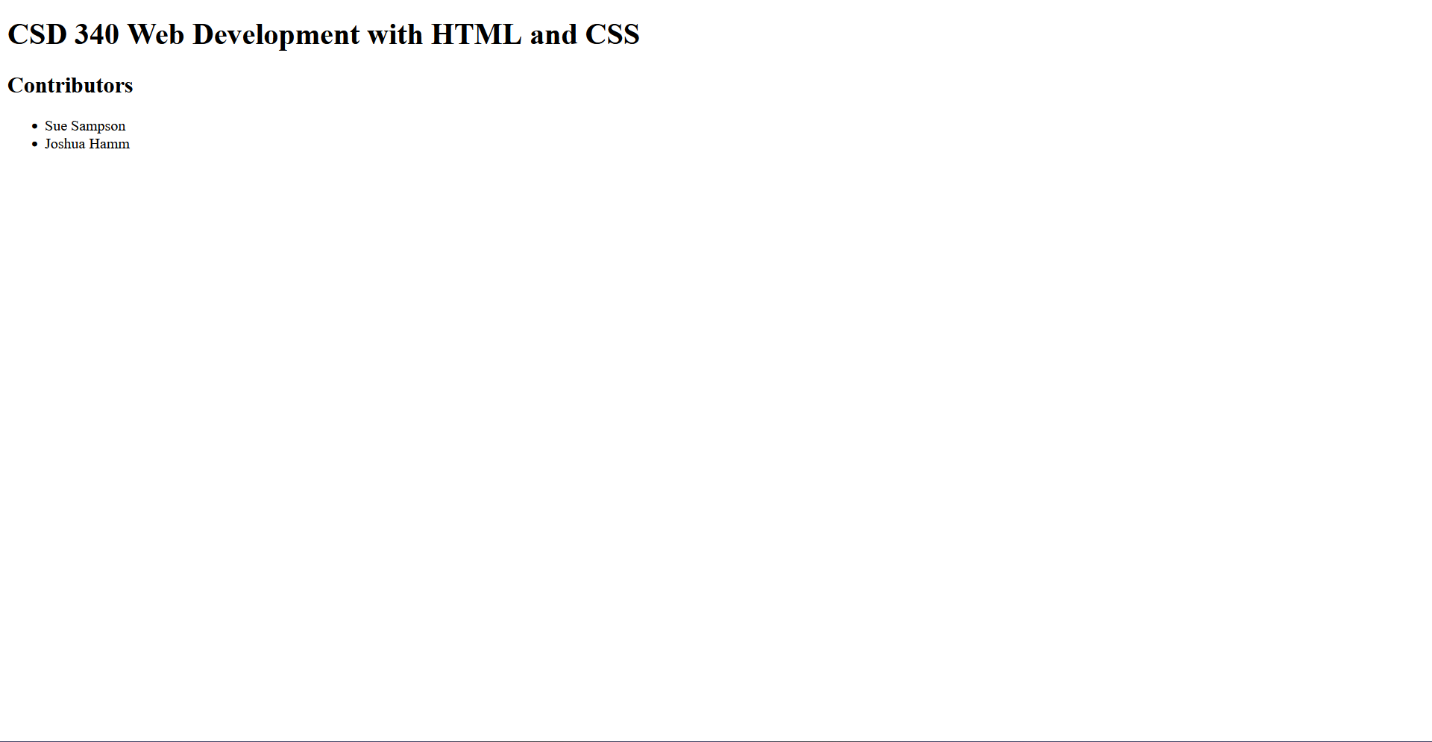 CSD 340 Web Development with HTML and CSS
Contributors
Sue Sampson
Joshua Hamm